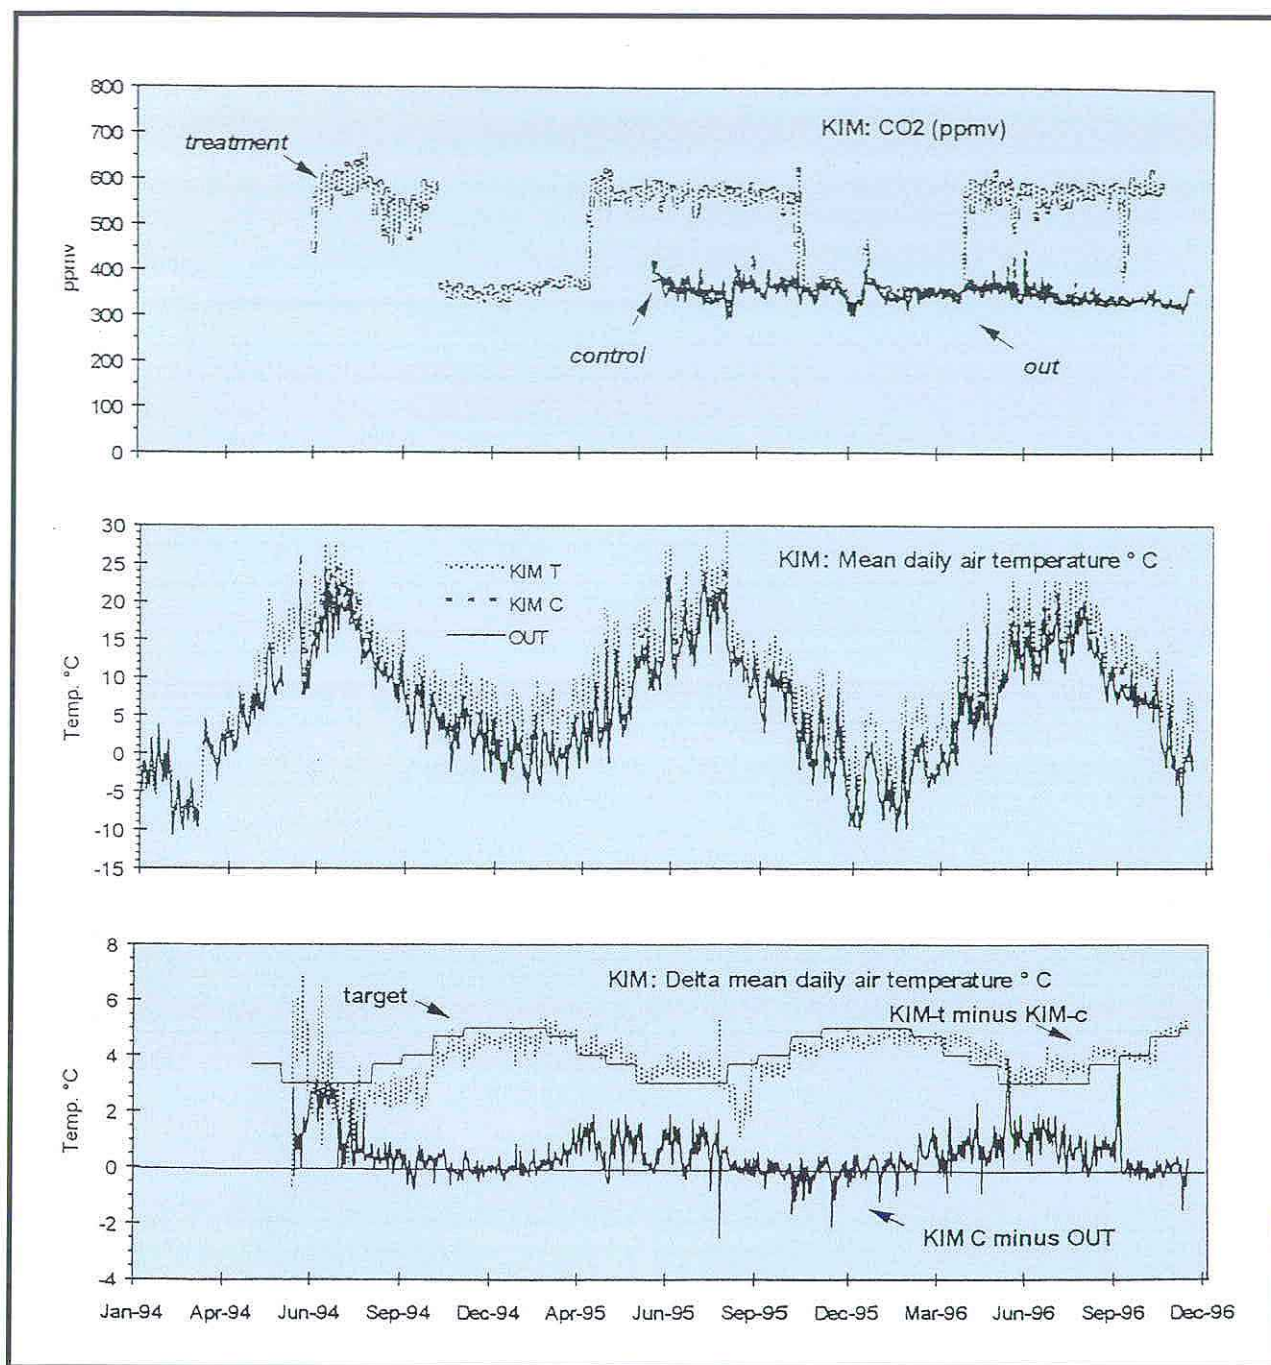 800
700
600
500
400
300
200
100
0
ppmv
KIM: CO2 (ppmv)
treatment
control
out
30
25
20
15
10
5
0
-5
-10
-15
Temp. °C
KIM: Mean daily air temperature ° C
KIM T
KIM C
OUT
8
6
4
2
0
-2
-4
Temp. °C
KIM: Delta mean daily air temperature ° C
target
KIM-t minus KIM-c
KIM C minus OUT
Jan-94 Apr-94 Jun-94 Sep-94 Dec-94 Apr-95 Jun-95 Sep-95 Dec-95 Mar-96 Jun-96 Sep-96 Dec-96